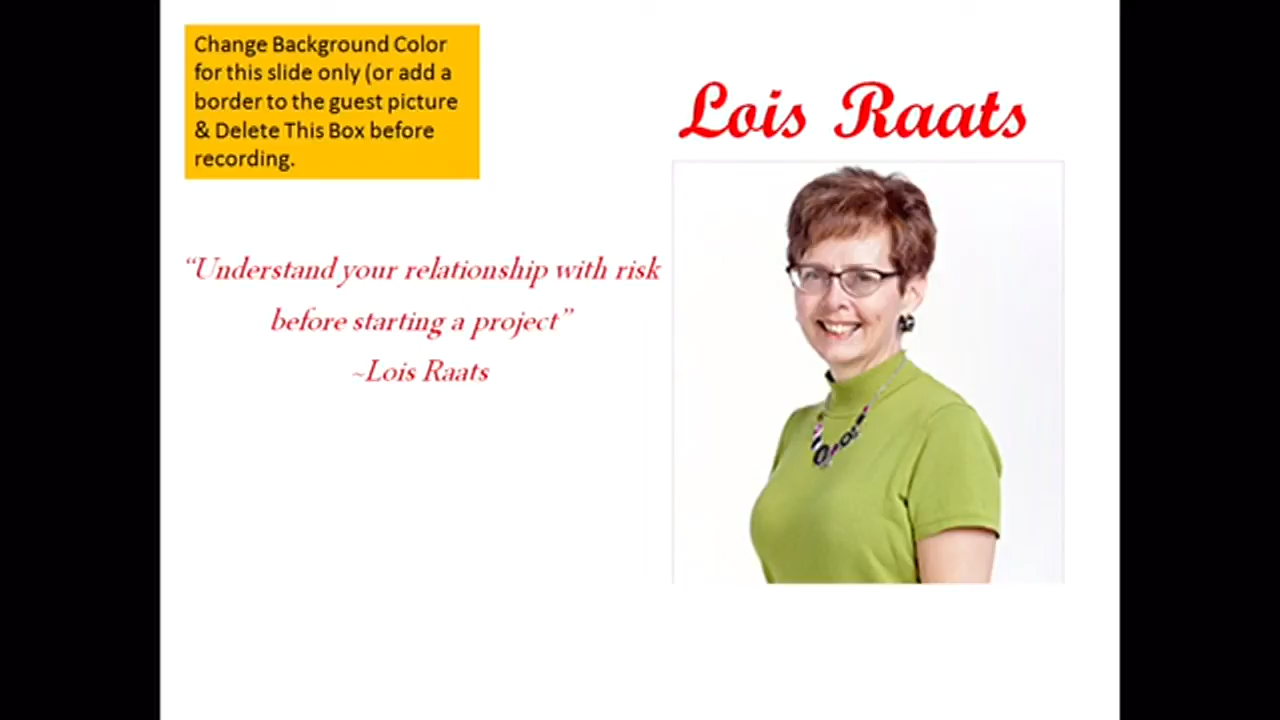 Change Background Color
for this slide only (or add a
border to the guest picture
& Delete This Box before
recording.
Lois Raats
“Understand your relationship with risk
before starting a project”
~Lois Raats